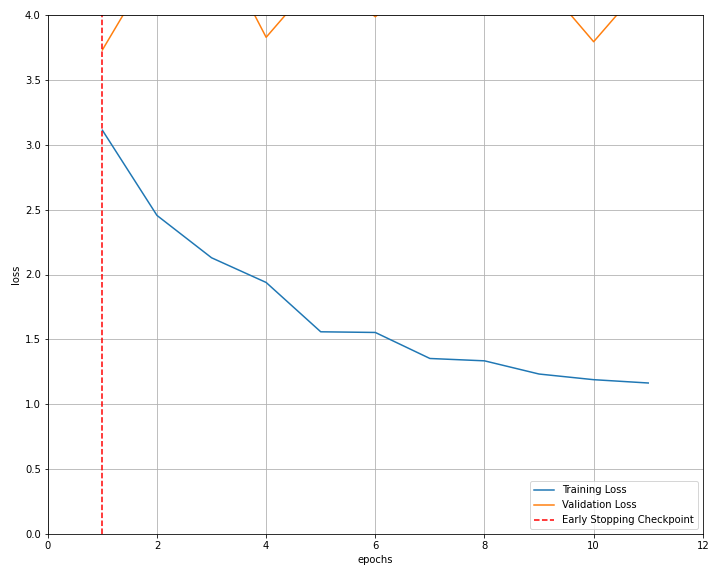 4.0
3.5
3.0
2.5
2.0
1.5
1.0
0.5
0.0
loss
0 2 4 6 8 10 12
epochs
Training Loss
Validation Loss
Early Stopping Checkpoint